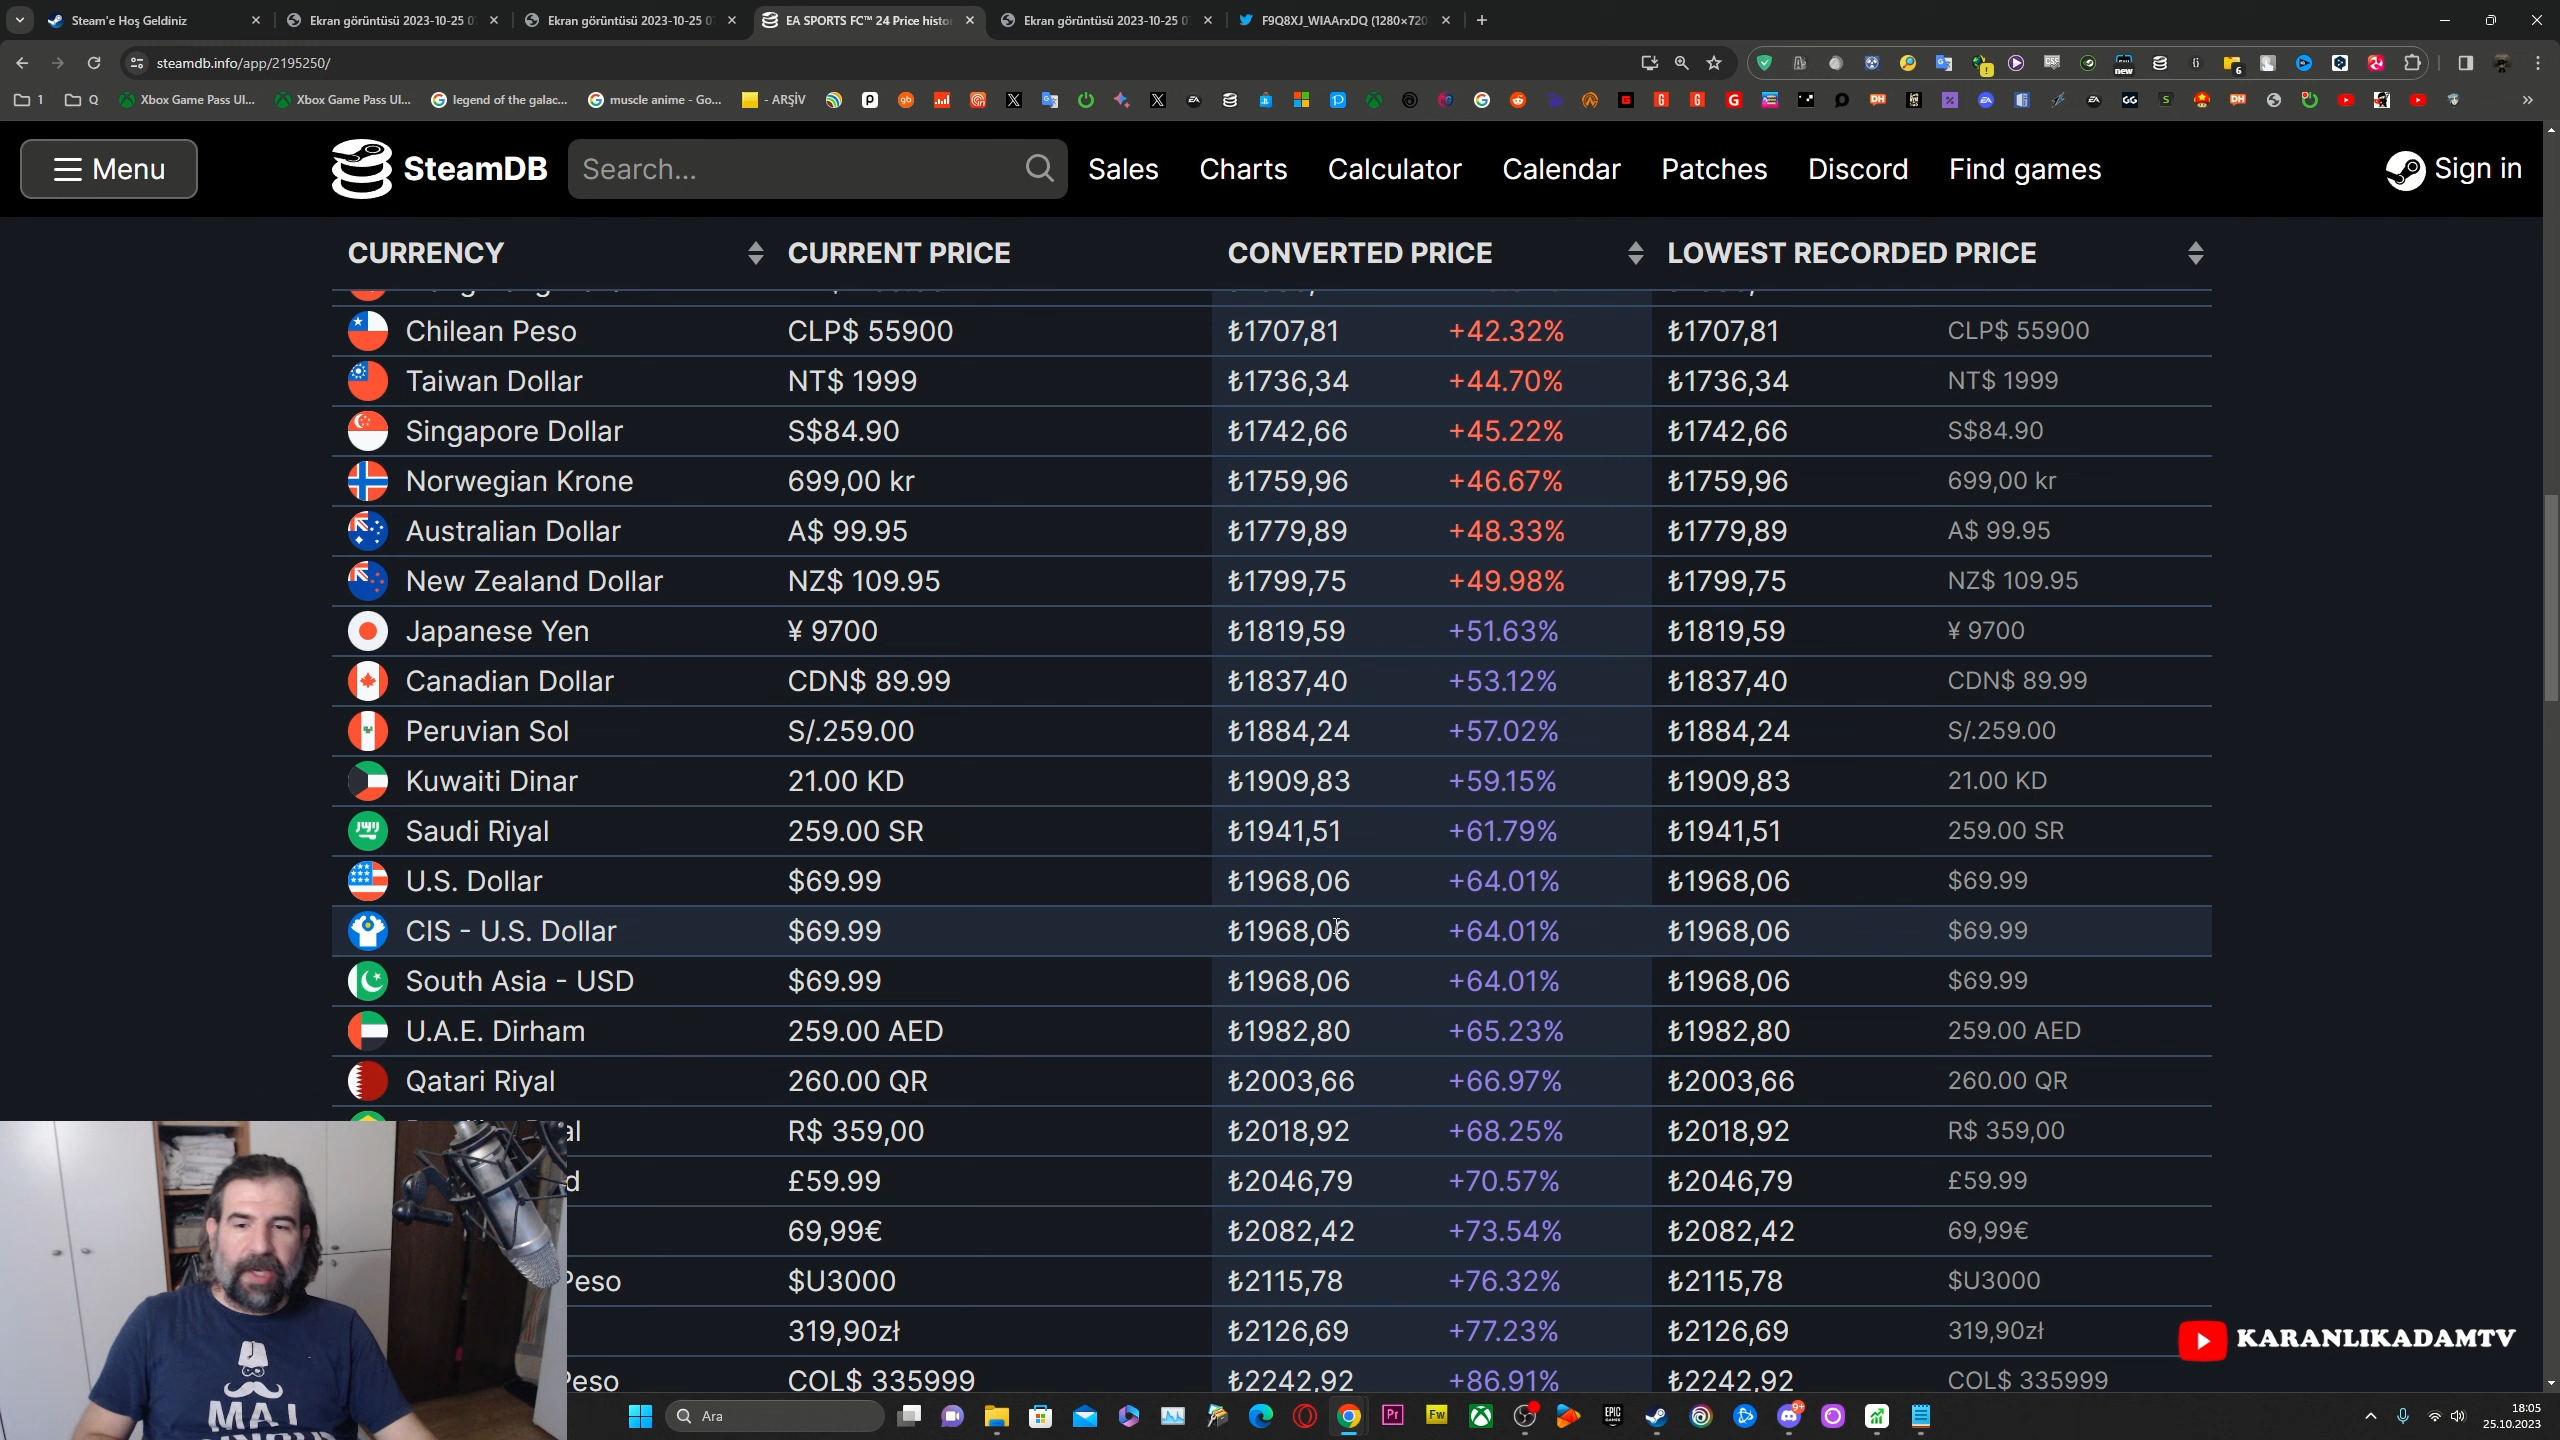 Steam'e Hoş Geldiniz
Ekran görüntüsü 2023-10-25 0
Ekran görüntüsü 2023-10-25 0
EA SPORTS FC™ 24 Price histo
Ekran görüntüsü 2023-10-25 0
F9Q8XJ_WIAArxDQ (1280×720
steamdb.info/app/2195250/
1
Q
Xbox Game Pass Ul...
Xbox Game Pass Ul...
legend of the galac...
muscle anime - Go...
- ARŞİV
Menu
SteamDB
Search...
Sales
Charts
Calculator
Calendar
Patches
Discord
Find games
Sign in
CURRENCY CURRENT PRICE CONVERTED PRICE LOWEST RECORDED PRICE
Chilean Peso CLP$ 55900 ₺1707,81 +42.32% ₺1707,81 CLP$ 55900
Taiwan Dollar NT$ 1999 ₺1736,34 +44.70% ₺1736,34 NT$ 1999
Singapore Dollar S$84.90 ₺1742,66 +45.22% ₺1742,66 S$84.90
Norwegian Krone 699,00 kr ₺1759,96 +46.67% ₺1759,96 699,00 kr
Australian Dollar A$ 99.95 ₺1779,89 +48.33% ₺1779,89 A$ 99.95
New Zealand Dollar NZ$ 109.95 ₺1799,75 +49.98% ₺1799,75 NZ$ 109.95
Japanese Yen ¥ 9700 ₺1819,59 +51.63% ₺1819,59 ¥ 9700
Canadian Dollar CDN$ 89.99 ₺1837,40 +53.12% ₺1837,40 CDN$ 89.99
Peruvian Sol S/.259.00 ₺1884,24 +57.02% ₺1884,24 S/.259.00
Kuwaiti Dinar 21.00 KD ₺1909,83 +59.15% ₺1909,83 21.00 KD
Saudi Riyal 259.00 SR ₺1941,51 +61.79% ₺1941,51 259.00 SR
U.S. Dollar $69.99 ₺1968,06 +64.01% ₺1968,06 $69.99
CIS - U.S. Dollar $69.99 ₺1968,06 +64.01% ₺1968,06 $69.99
South Asia - USD $69.99 ₺1968,06 +64.01% ₺1968,06 $69.99
U.A.E. Dirham 259.00 AED ₺1982,80 +65.23% ₺1982,80 259.00 AED
Qatari Riyal 260.00 QR ₺2003,66 +66.97% ₺2003,66 260.00 QR
al R$ 359,00 ₺2018,92 +68.25% ₺2018,92 R$ 359,00
d £59.99 ₺2046,79 +70.57% ₺2046,79 £59.99
69,99€ ₺2082,42 +73.54% ₺2082,42 69,99€
Peso $U3000 ₺2115,78 +76.32% ₺2115,78 $U3000
319,90zł ₺2126,69 +77.23% ₺2126,69 319,90zł
Peso COL$ 335999 ₺2242,92 +86.91% ₺2242,92 COL$ 335999
KARANLIKADAMTV
Ara
18:05
25.10.2023